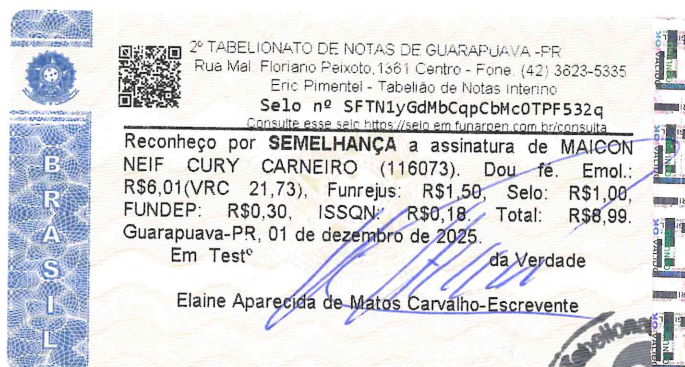 2º TABELIONATO DE NOTAS DE GUARAPUAVA -PR
Rua Mal. Floriano Peixoto,1361 Centro - Fone. (42) 3623-5335
Eric Pimentel - Tabelião de Notas Interino
Selo nº SFTN1yGdMbCqpCbMcOTPF532q
Consulte esse selo https://selo.funarpen.com.br/consulta
Reconheço por SEMELHANÇA a assinatura de MAICON
NEIF CURY CARNEIRO (116073). Dou fé. Emol.:
R$6,01(VRC 21,73), Funrejus: R$1,50, Selo: R$1,00,
FUNDEP: R$0,30, ISSQN: R$0,18. Total: R$8,99.
Guarapuava-PR, 01 de dezembro de 2025.
Em Testº da Verdade
Elaine Aparecida de Matos Carvalho-Escrevente
BRASIL
Tabeliona